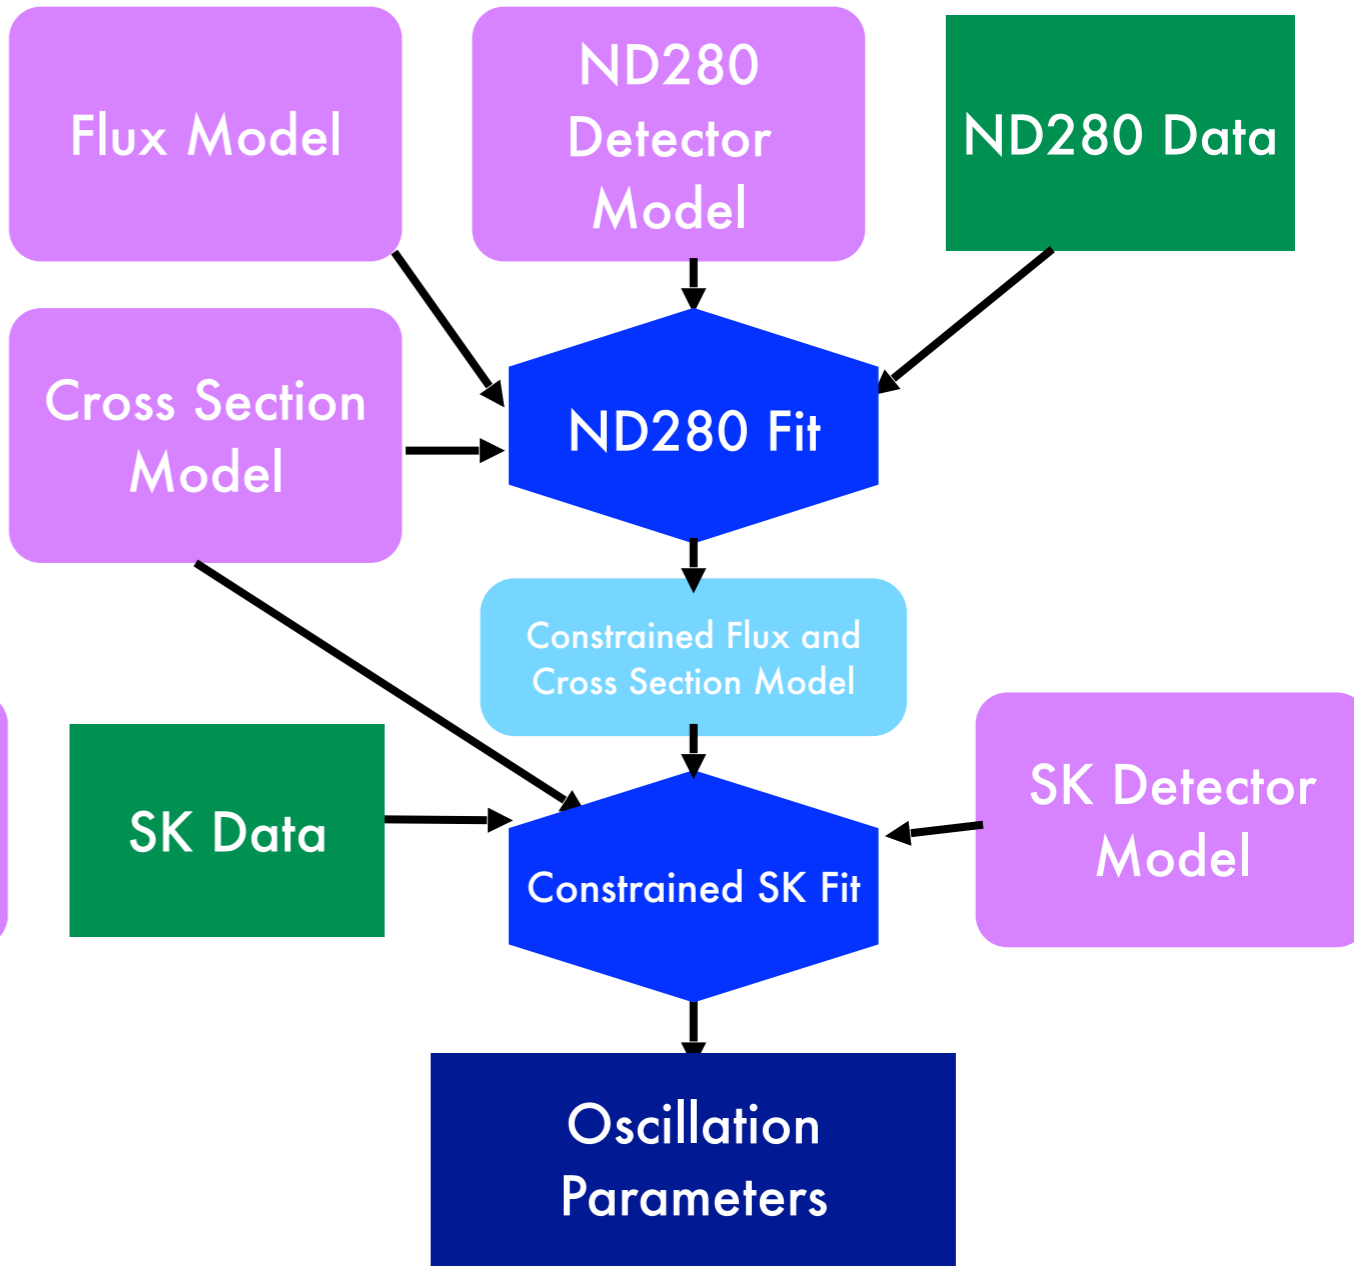 Flux Model
ND280
Detector
Model
ND280 Data
Cross Section
Model
ND280 Fit
Constrained Flux and
Cross Section Model
SK Data
SK Detector
Model
Constrained SK Fit
Oscillation
Parameters